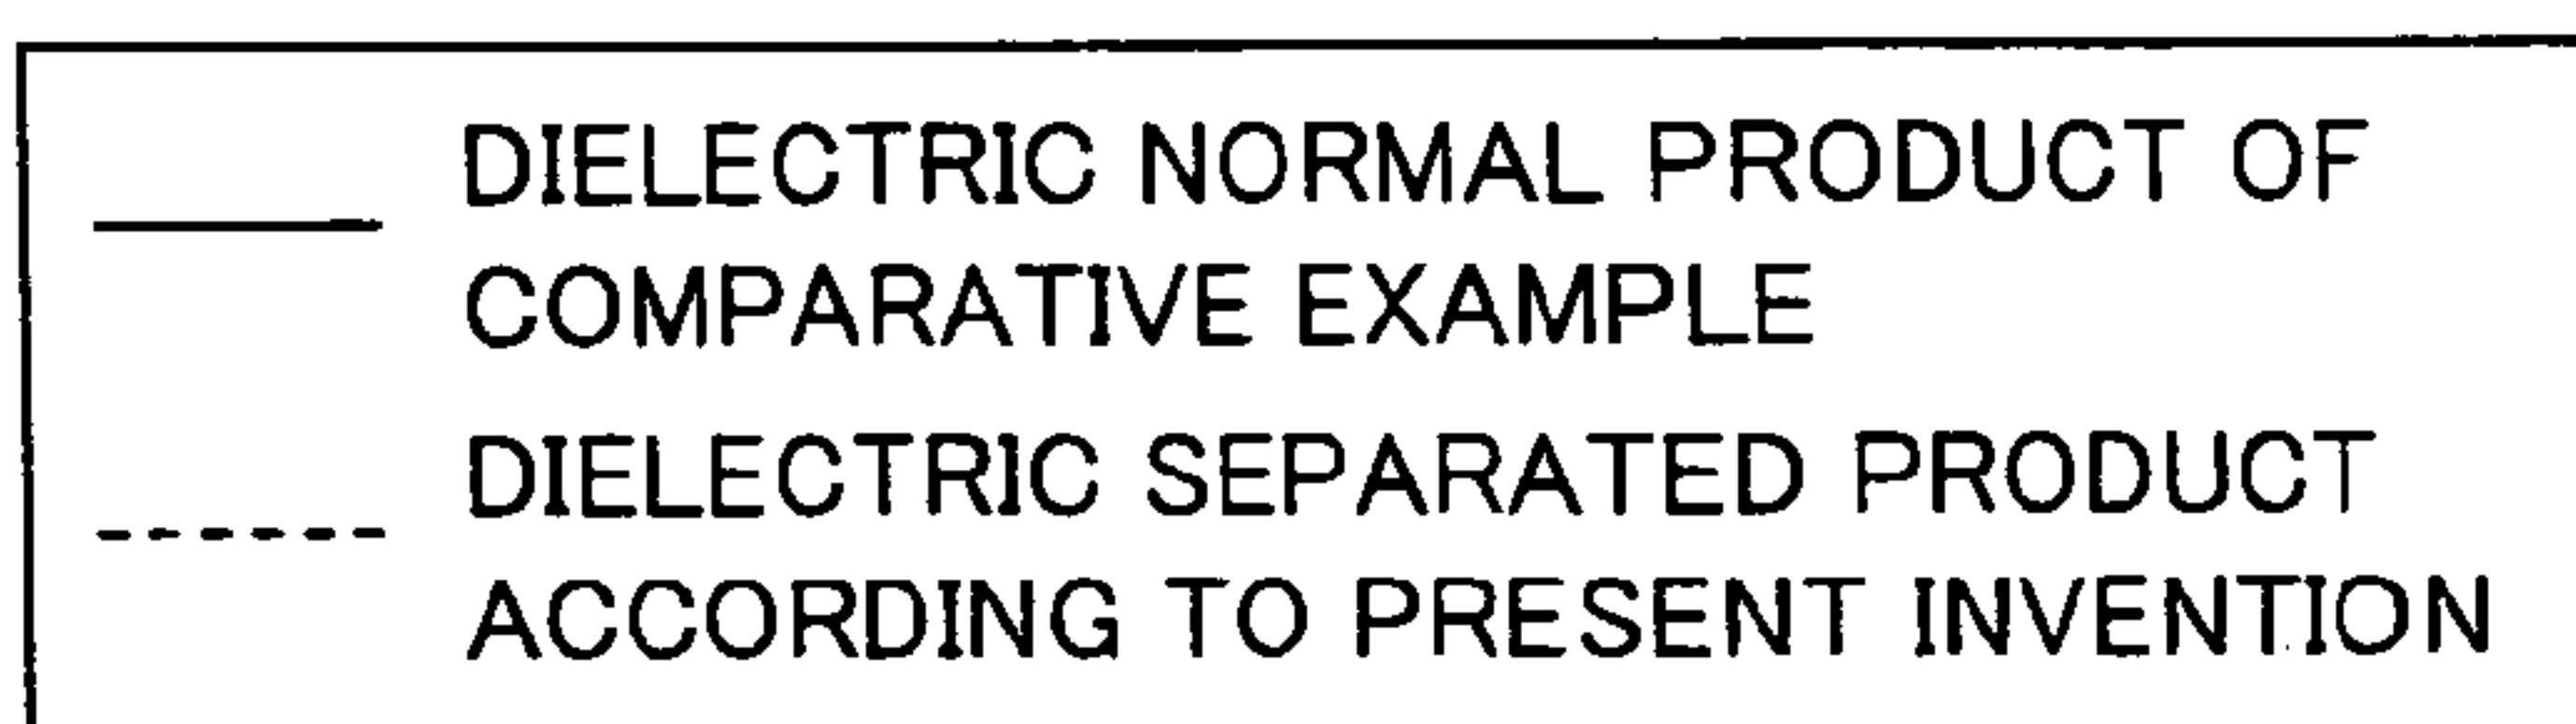 DIELECTRIC NORMAL PRODUCT OF
COMPARATIVE EXAMPLE
DIELECTRIC SEPARATED PRODUCT
ACCORDING TO PRESENT INVENTION